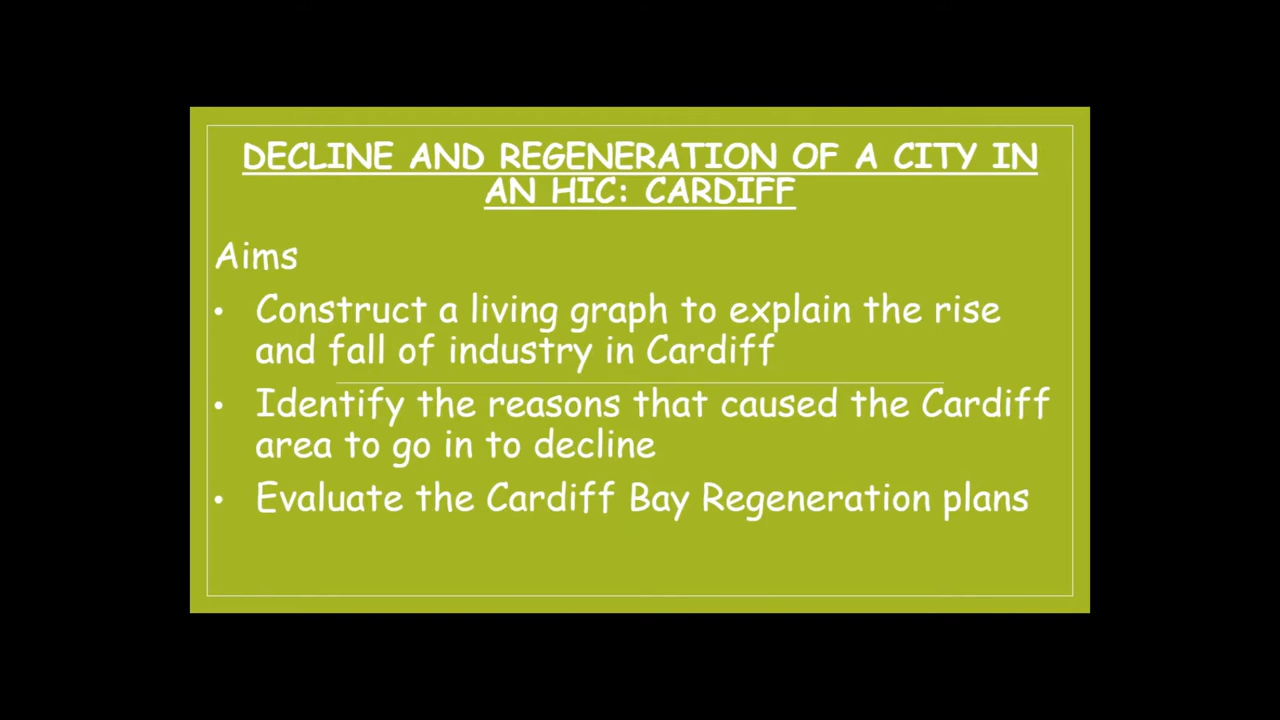 DECLINE AND REGENERATION OF A CITY IN
AN HIC: CARDIFF
Aims
• Construct a living graph to explain the rise
and fall of industry in Cardiff
• Identify the reasons that caused the Cardiff
area to go in to decline
• Evaluate the Cardiff Bay Regeneration plans